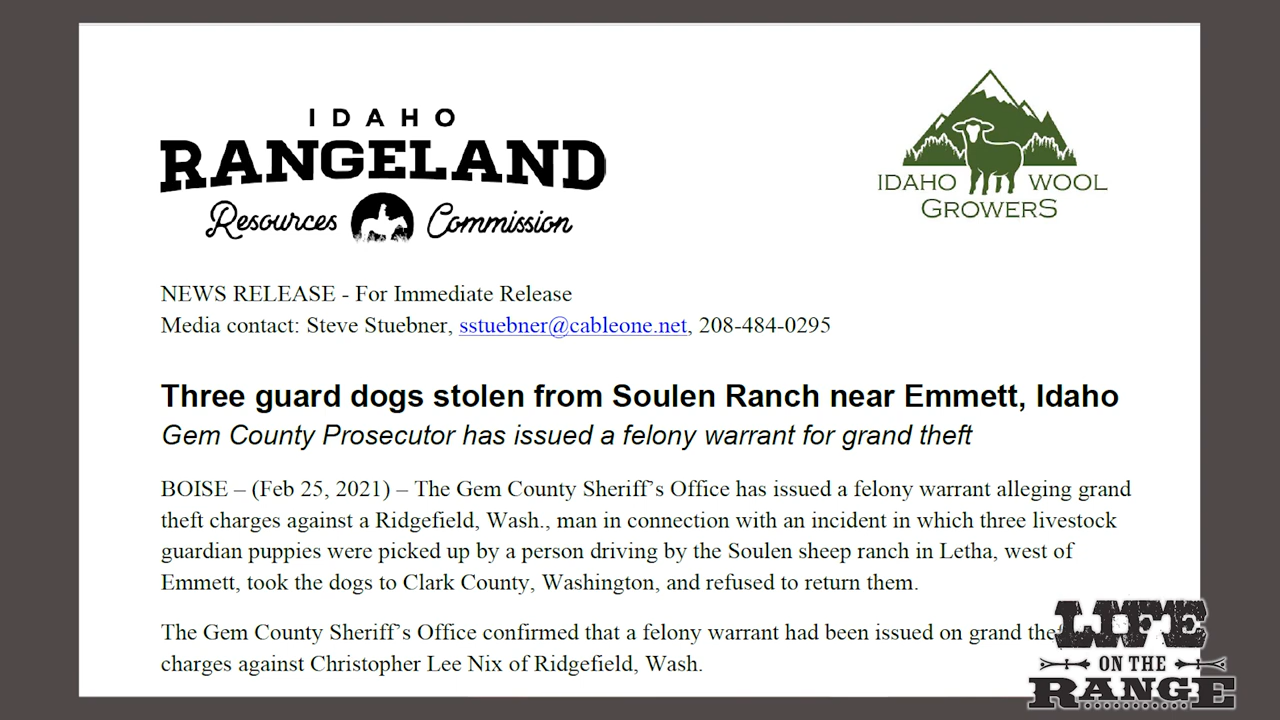 IDAHO
RANGELAND
Resources Commission
IDAHO WOOL
GROWERS
NEWS RELEASE - For Immediate Release
Media contact: Steve Stuebner, sstuebner@cableone.net, 208-484-0295
Three guard dogs stolen from Soulen Ranch near Emmett, Idaho
Gem County Prosecutor has issued a felony warrant for grand theft
BOISE – (Feb 25, 2021) – The Gem County Sheriff’s Office has issued a felony warrant alleging grand
theft charges against a Ridgefield, Wash., man in connection with an incident in which three livestock
guardian puppies were picked up by a person driving by the Soulen sheep ranch in Letha, west of
Emmett, took the dogs to Clark County, Washington, and refused to return them.
The Gem County Sheriff’s Office confirmed that a felony warrant had been issued on grand
charges against Christopher Lee Nix of Ridgefield, Wash.
LIFE
ON THE
RANGE